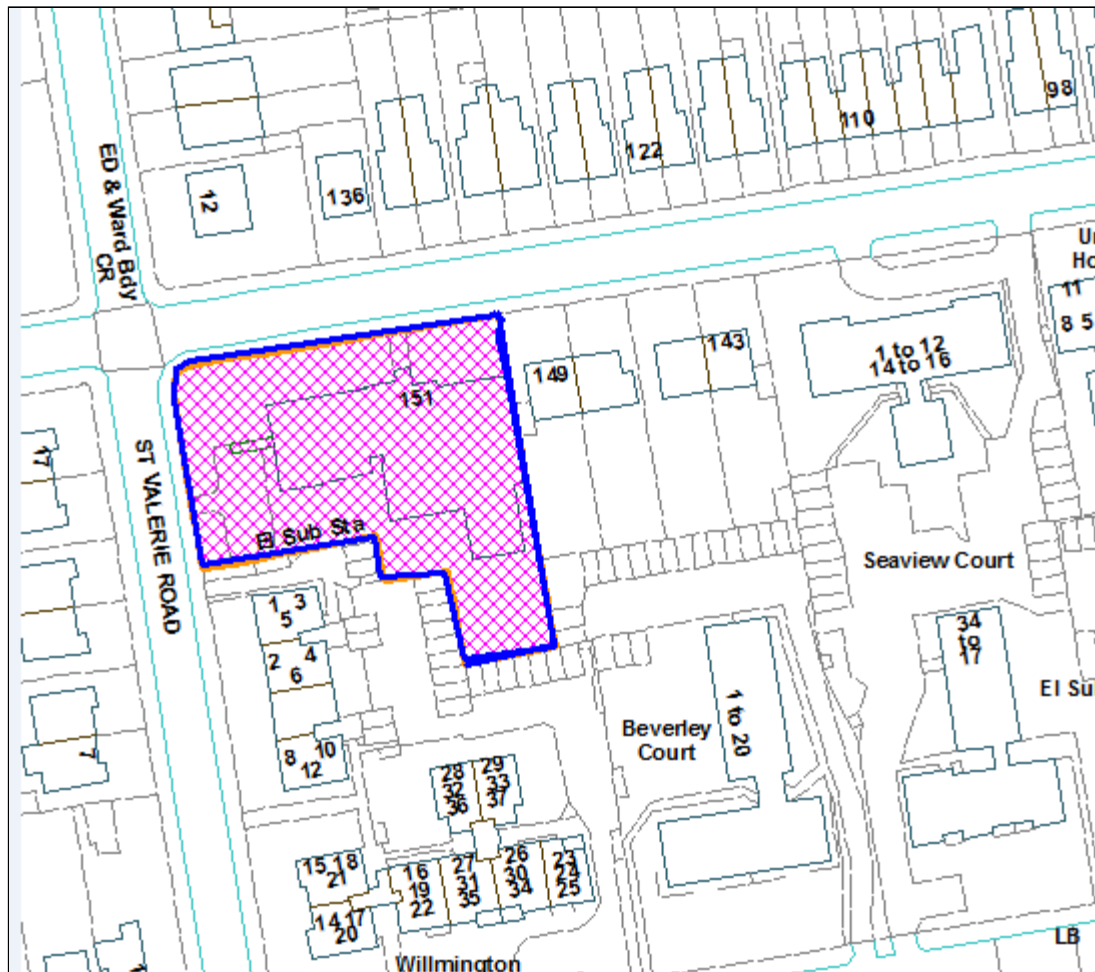 98
110
122
ED & Ward Bdy
CR
12
136
Un
Ho
11
8 5
143
1 to 12
14 to 16
149
151
17
ST VALERIE ROAD
El Sub Sta
Seaview Court
1 3
5
2 4
6
34
to
17
El Su
7
8 10
12
Beverley
Court
1 to 20
28
32
36
29
33
37
15 18
21
16
19
22
27
31
35
26
30
34
23
24
25
14 17
20
LB
Willmington